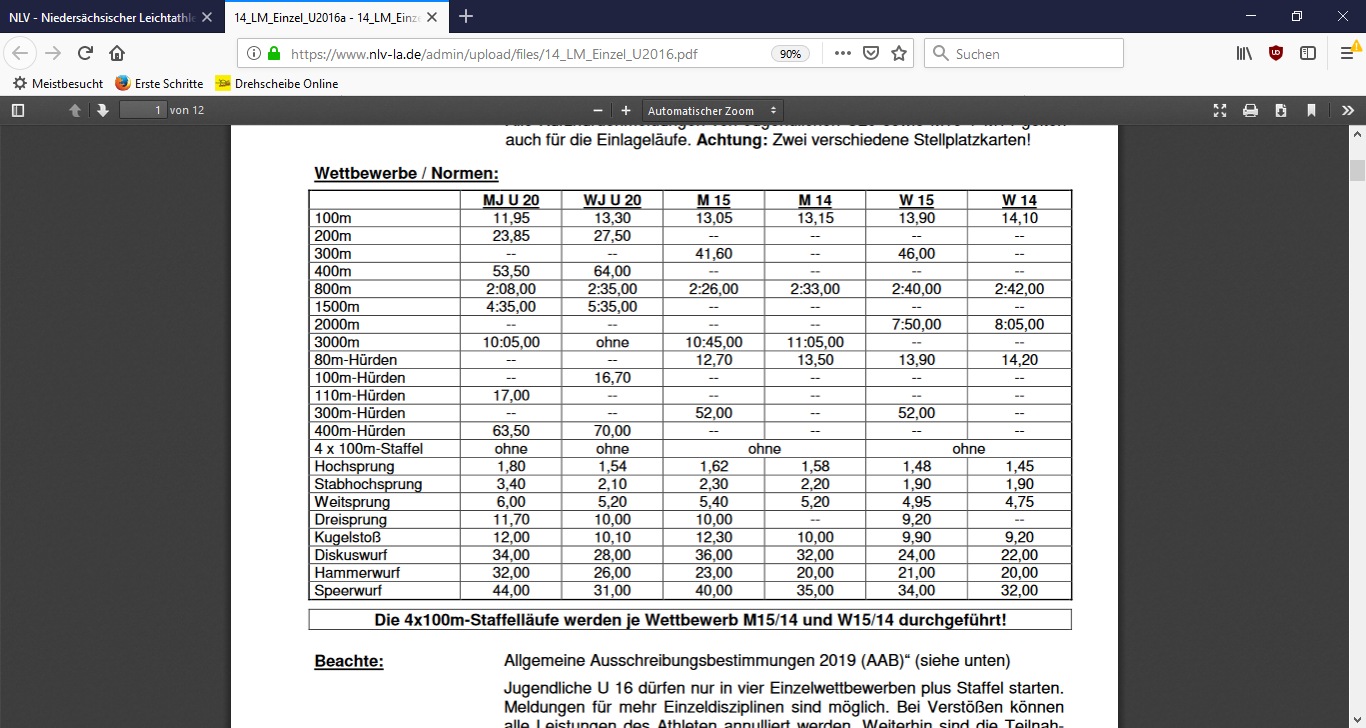 NLV - Niedersächsischer Leichtathle
14_LM_Einzel_U2016a - 14_LM_Einze
https://www.nlv-la.de/admin/upload/files/14_LM_Einzel_U2016.pdf
90%
Suchen
Meistbesucht
Erste Schritte
Drehscheibe Online
1 von 12
Automatischer Zoom
auch für die Einlageläufe. Achtung: Zwei verschiedene Stellplatzkarten!
Wettbewerbe / Normen:
MJ U 20 WJ U 20 M 15 M 14 W 15 W 14
100m 11,95 13,30 13,05 13,15 13,90 14,10
200m 23,85 27,50 -- -- -- --
300m -- -- 41,60 -- 46,00 --
400m 53,50 64,00 -- -- -- --
800m 2:08,00 2:35,00 2:26,00 2:33,00 2:40,00 2:42,00
1500m 4:35,00 5:35,00 -- -- -- --
2000m -- -- -- -- 7:50,00 8:05,00
3000m 10:05,00 ohne 10:45,00 11:05,00 -- --
80m-Hürden -- -- 12,70 13,50 13,90 14,20
100m-Hürden -- 16,70 -- -- -- --
110m-Hürden 17,00 -- -- -- -- --
300m-Hürden -- -- 52,00 -- 52,00 --
400m-Hürden 63,50 70,00 -- -- -- --
4 x 100m-Staffel ohne ohne ohne ohne
Hochsprung 1,80 1,54 1,62 1,58 1,48 1,45
Stabhochsprung 3,40 2,10 2,30 2,20 1,90 1,90
Weitsprung 6,00 5,20 5,40 5,20 4,95 4,75
Dreisprung 11,70 10,00 10,00 -- 9,20 --
Kugelstoß 12,00 10,10 12,30 10,00 9,90 9,20
Diskuswurf 34,00 28,00 36,00 32,00 24,00 22,00
Hammerwurf 32,00 26,00 23,00 20,00 21,00 20,00
Speerwurf 44,00 31,00 40,00 35,00 34,00 32,00
Die 4x100m-Staffelläufe werden je Wettbewerb M15/14 und W15/14 durchgeführt!
Beachte: Allgemeine Ausschreibungsbestimmungen 2019 (AAB)“ (siehe unten)
Jugendliche U 16 dürfen nur in vier Einzelwettbewerben plus Staffel starten.
Meldungen für mehr Einzeldisziplinen sind möglich. Bei Verstößen können
alle Leistungen des Athleten annulliert werden. Weiterhin sind die Teilnah-